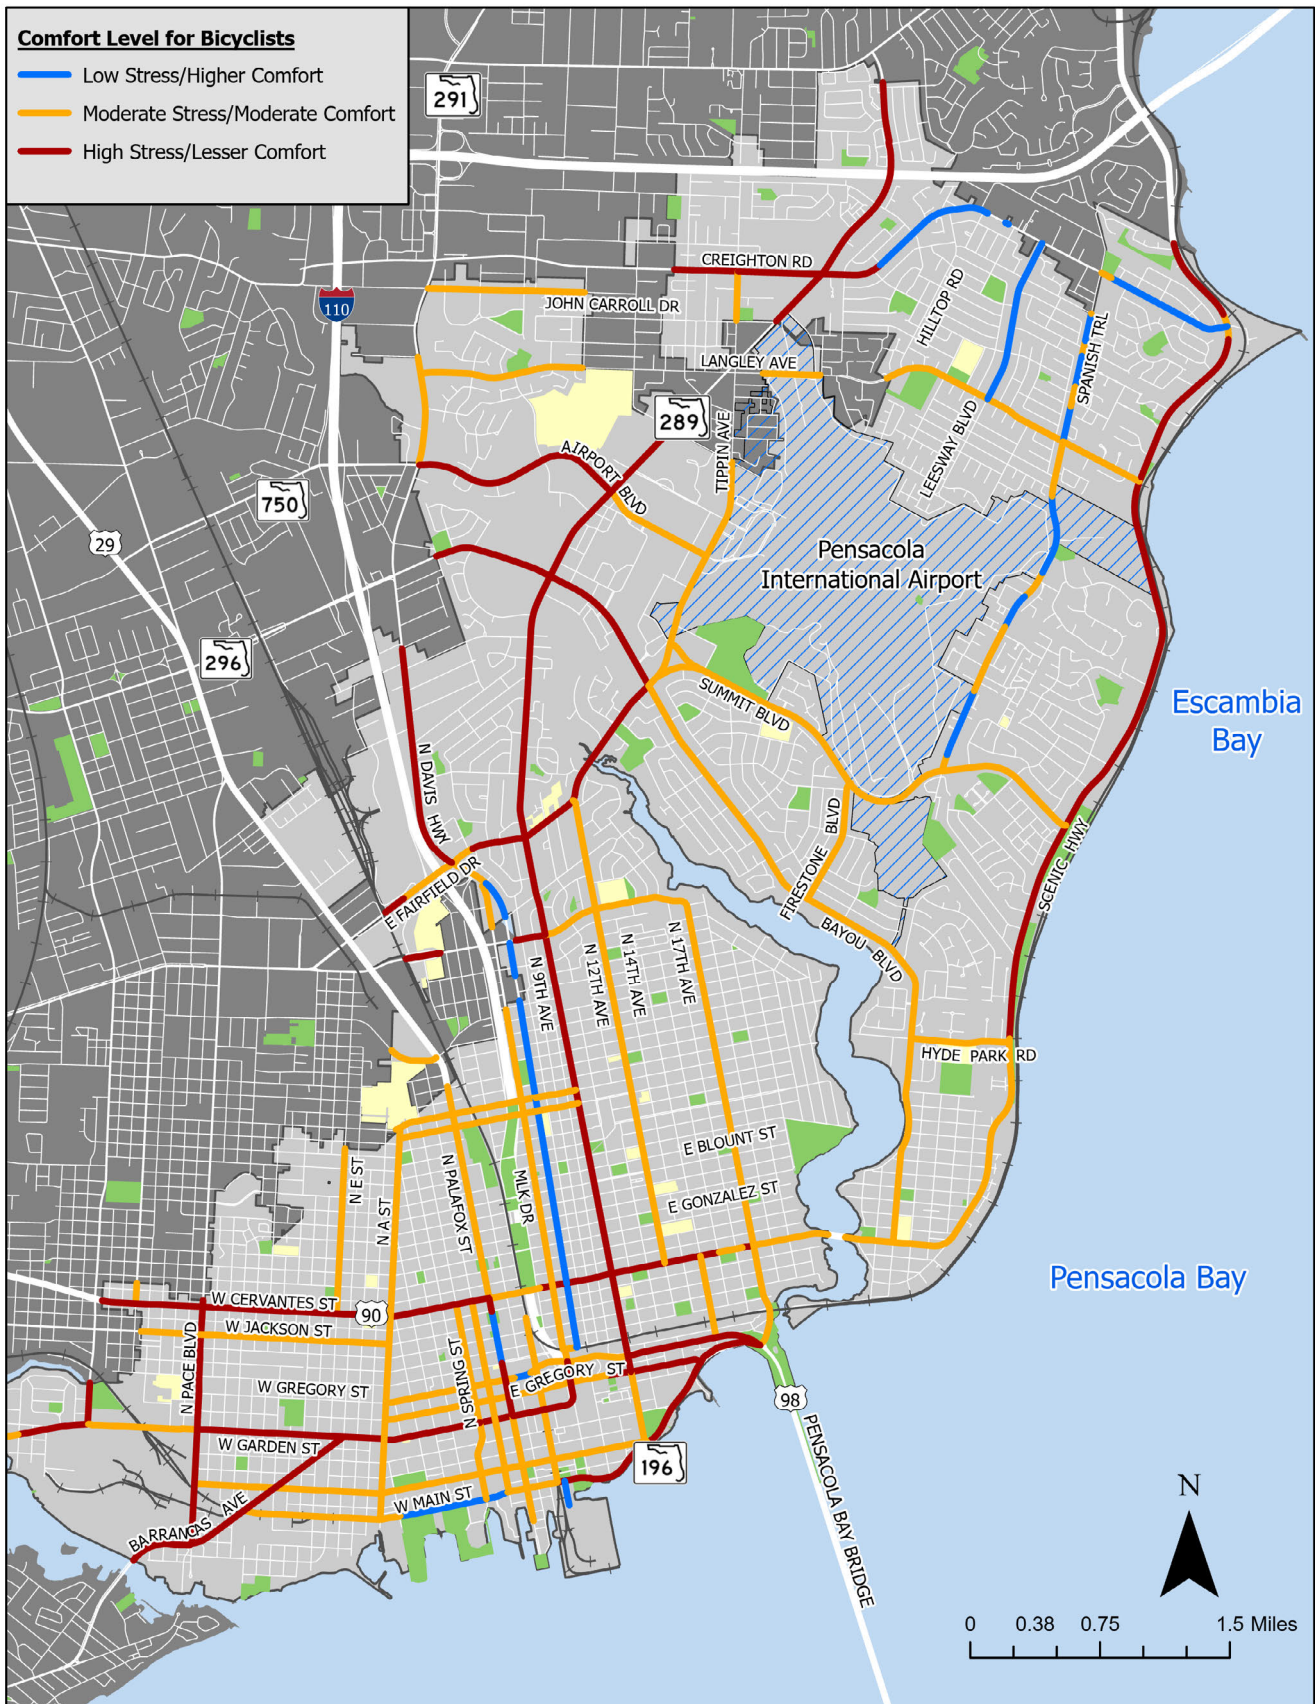 Comfort Level for Bicyclists
Low Stress/Higher Comfort
Moderate Stress/Moderate Comfort
High Stress/Lesser Comfort
291
CREIGHTON RD
110
JOHN CARROLL DR
HILLTOP RD
LANGLEY AVE
SPANISH TRL
289
TIPPIN AVE
LEESWAY BLVD
AIRPORT BLVD
750
29
Pensacola
International Airport
296
SUMMIT BLVD
Escambia
Bay
N DAVIS HWY
FIRESTONE BLVD
SCENIC HWY
E FAIRFIELD DR
BAYOU BLVD
N 9TH AVE
N 12TH AVE
N 14TH AVE
N 17TH AVE
HYDE PARK RD
E BLOUNT ST
N E ST
N A ST
N PALAFOX ST
MLK DR
E GONZALEZ ST
Pensacola Bay
W CERVANTES ST
90
W JACKSON ST
N PACE BLVD
N SPRING ST
W GREGORY ST
E GREGORY ST
98
W GARDEN ST
196
PENSACOLA BAY BRIDGE
W MAIN ST
BARRANCAS AVE
N
0 0.38 0.75 1.5 Miles